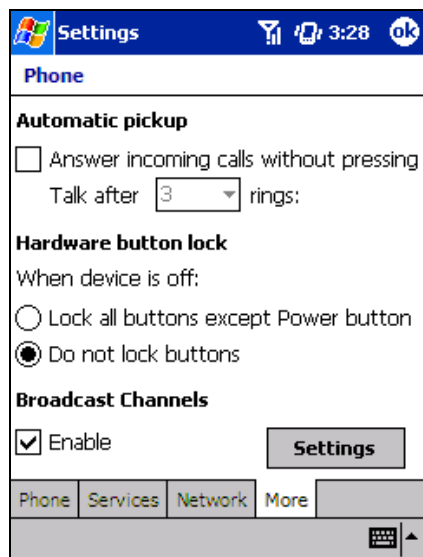 Settings 3:28 ok
Phone
Automatic pickup
Answer incoming calls without pressing
Talk after 3 rings:
Hardware button lock
When device is off:
Lock all buttons except Power button
Do not lock buttons
Broadcast Channels
Enable Settings
Phone Services Network More